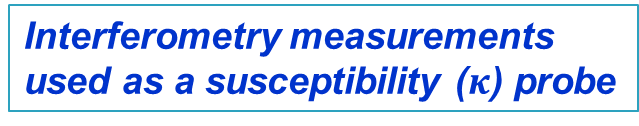 Interferometry measurements
used as a susceptibility (κ) probe